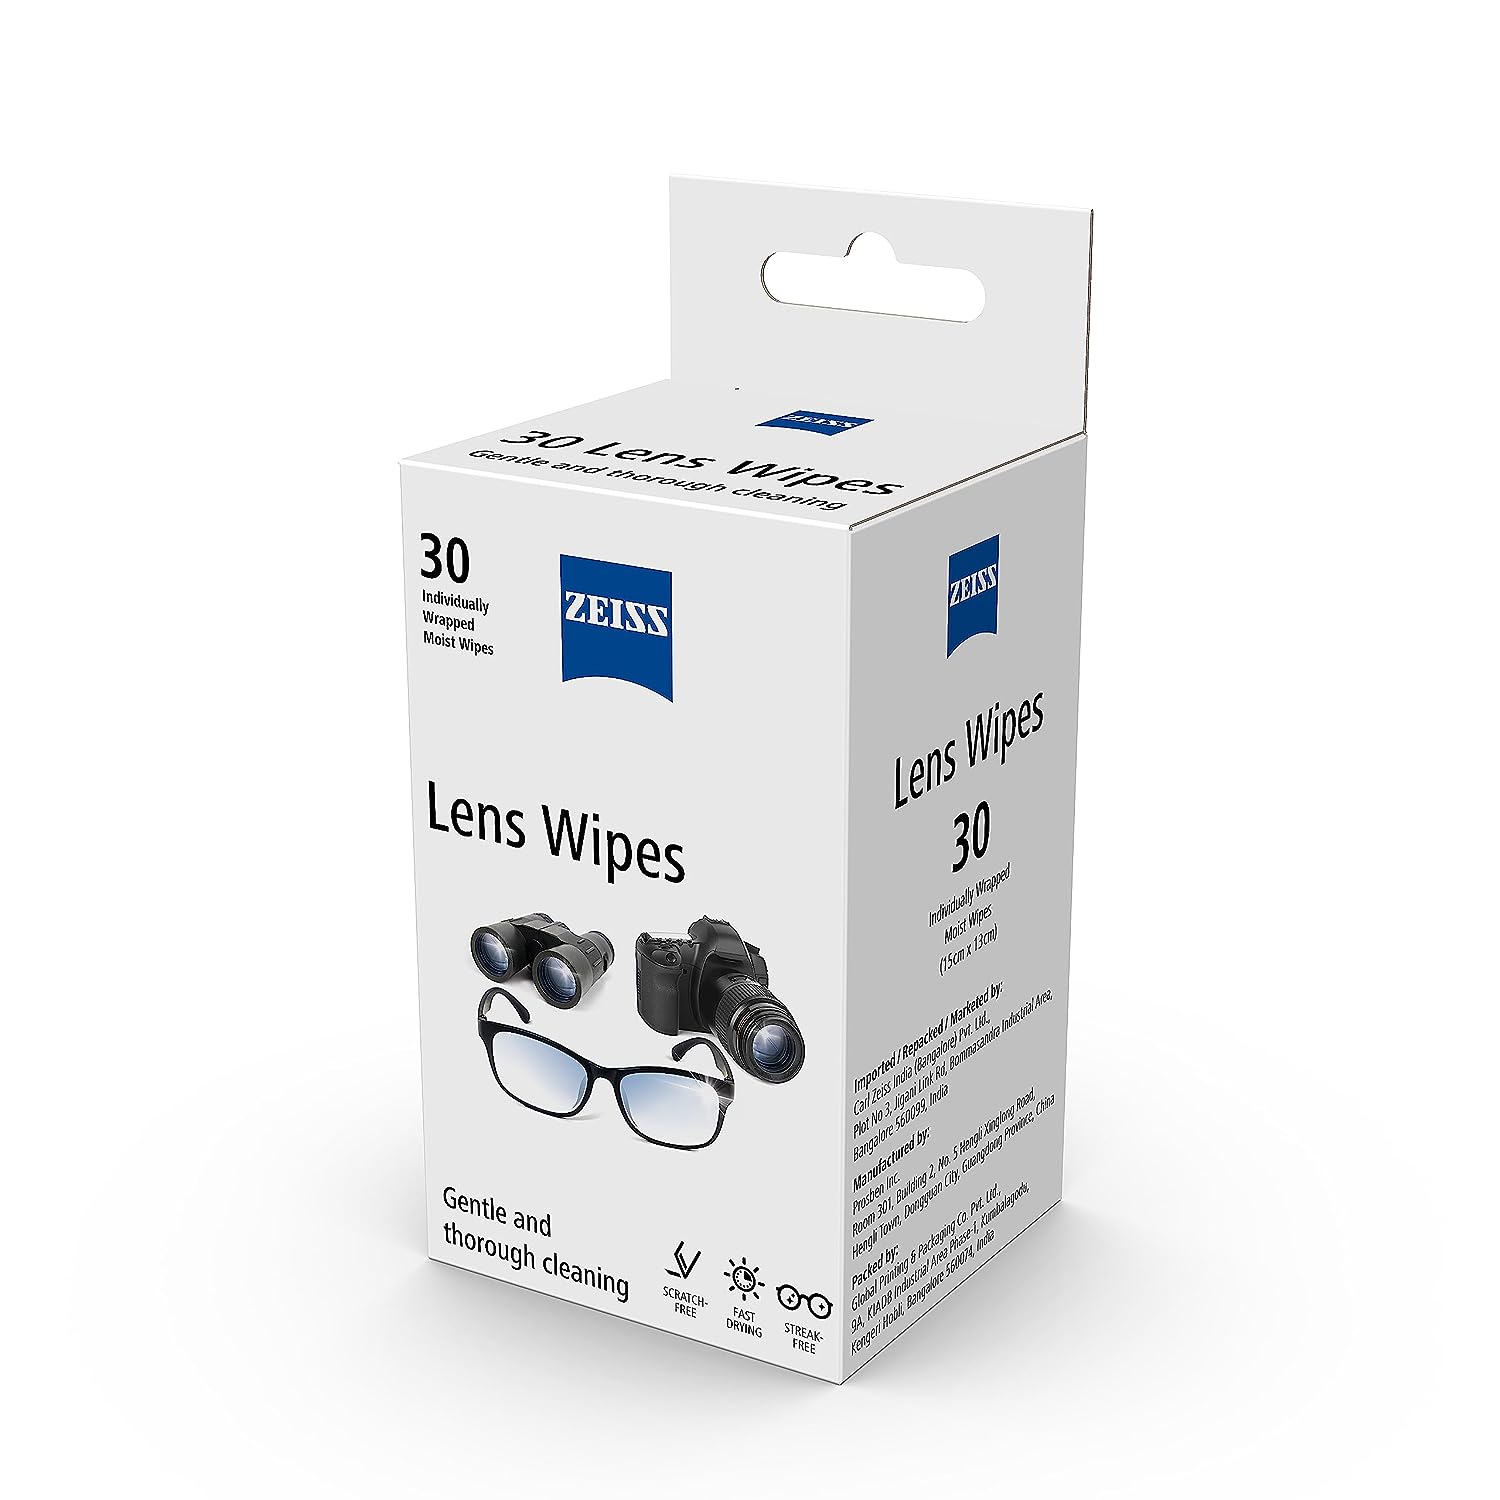 ZEISS
30 Lens Wipes
Gentle and thorough cleaning
30
Individually
Wrapped
Moist Wipes
ZEISS
Lens Wipes
Gentle and
thorough cleaning
SCRATCH-
FREE
FAST
DRYING
STREAK-
FREE
ZEISS
Lens Wipes
30
Individually Wrapped
Moist Wipes
(15cm x 13cm)
Imported / Repacked / Marketed by:
Carl Zeiss India (Bangalore) Pvt. Ltd.,
Plot No 3, Jigani Link Rd, Bommasandra Industrial Area,
Bangalore 560099, India
Manufactured by:
Prosben Inc.
Room 301, Building 2, No. 5 Hengli Xinglong Road,
Hengli Town, Dongguan City, Guangdong Province, China
Packed by:
Global Printing & Packaging Co. Pvt. Ltd.,
9A, KIADB Industrial Area Phase-1, Kumbalagodu,
Kengeri Hobli, Bangalore 560074, India